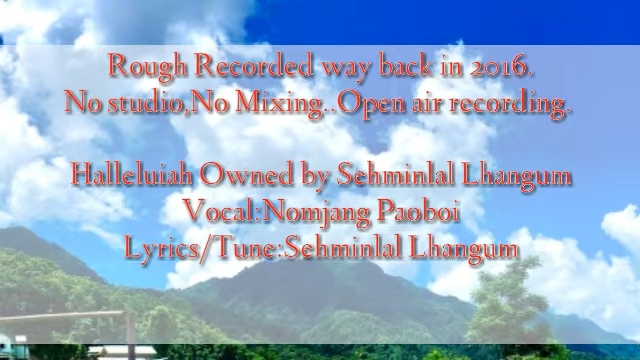 Rough Recorded way back in 2016.
No studio,No Mixing..Open air recording.
Halleluiah Owned by Sehminlal Lhangum
Vocal:Nomjang Paoboi
Lyrics/Tune:Sehminlal Lhangum